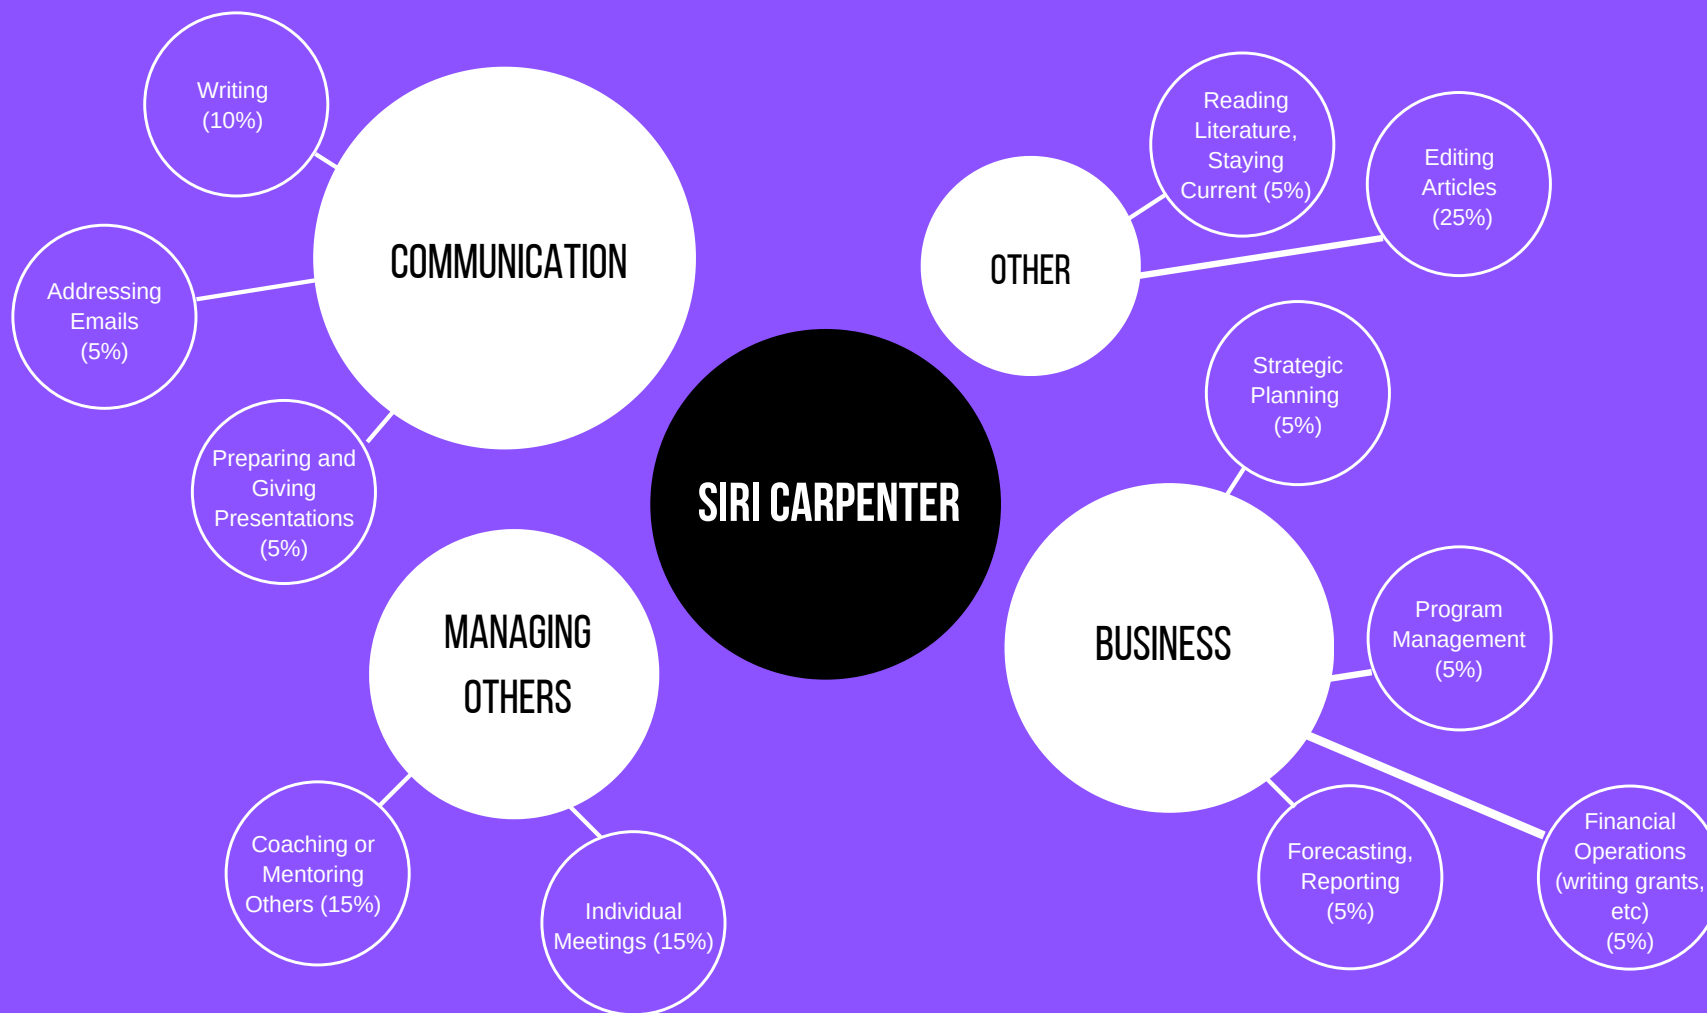 Writing
(10%)
Addressing
Emails
(5%)
Preparing and
Giving
Presentations
(5%)
COMMUNICATION
OTHER
Reading
Literature,
Staying
Current (5%)
Editing
Articles
(25%)
SIRI CARPENTER
Strategic
Planning
(5%)
BUSINESS
Program
Management
(5%)
Forecasting,
Reporting
(5%)
Financial
Operations
(writing grants,
etc)
(5%)
MANAGING
OTHERS
Coaching or
Mentoring
Others (15%)
Individual
Meetings (15%)